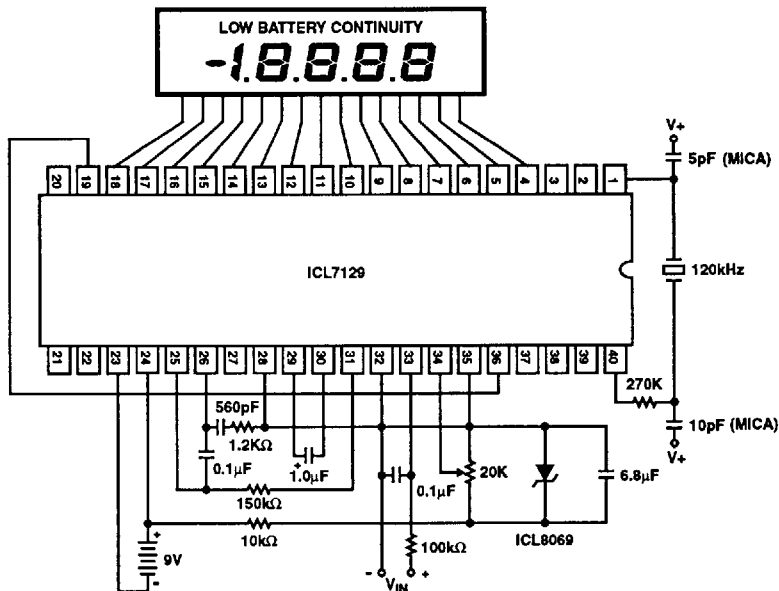 LOW BATTERY CONTINUITY
-1.8.8.8.8
V+
5pF (MICA)
20 19 18 17 16 15 14 13 12 11 10 9 8 7 6 5 4 3 2 1
ICL7129
120kHz
21 22 23 24 25 26 27 28 29 30 31 32 33 34 35 36 37 38 39 40
270K
560pF
10pF (MICA)
1.2KΩ
V+
0.1μF
+
1.0μF
0.1μF
20K
6.8μF
150kΩ
10kΩ
ICL8069
+
9V
-
100kΩ
- VIN +